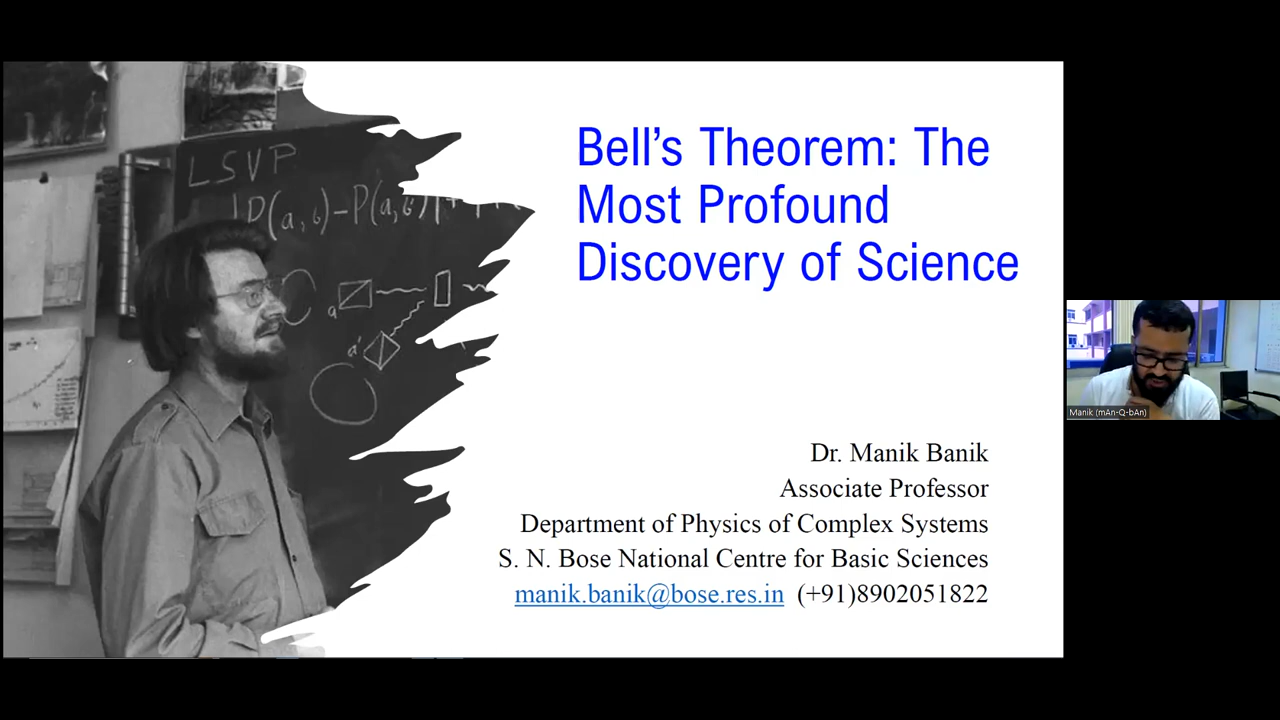 LSVP
|P(a,b)-P(a,b')|+
a
a'
Bell's Theorem: The
Most Profound
Discovery of Science
Dr. Manik Banik
Associate Professor
Department of Physics of Complex Systems
S. N. Bose National Centre for Basic Sciences
manik.banik@bose.res.in (+91)8902051822
Manik (mAn-Q-bAn)